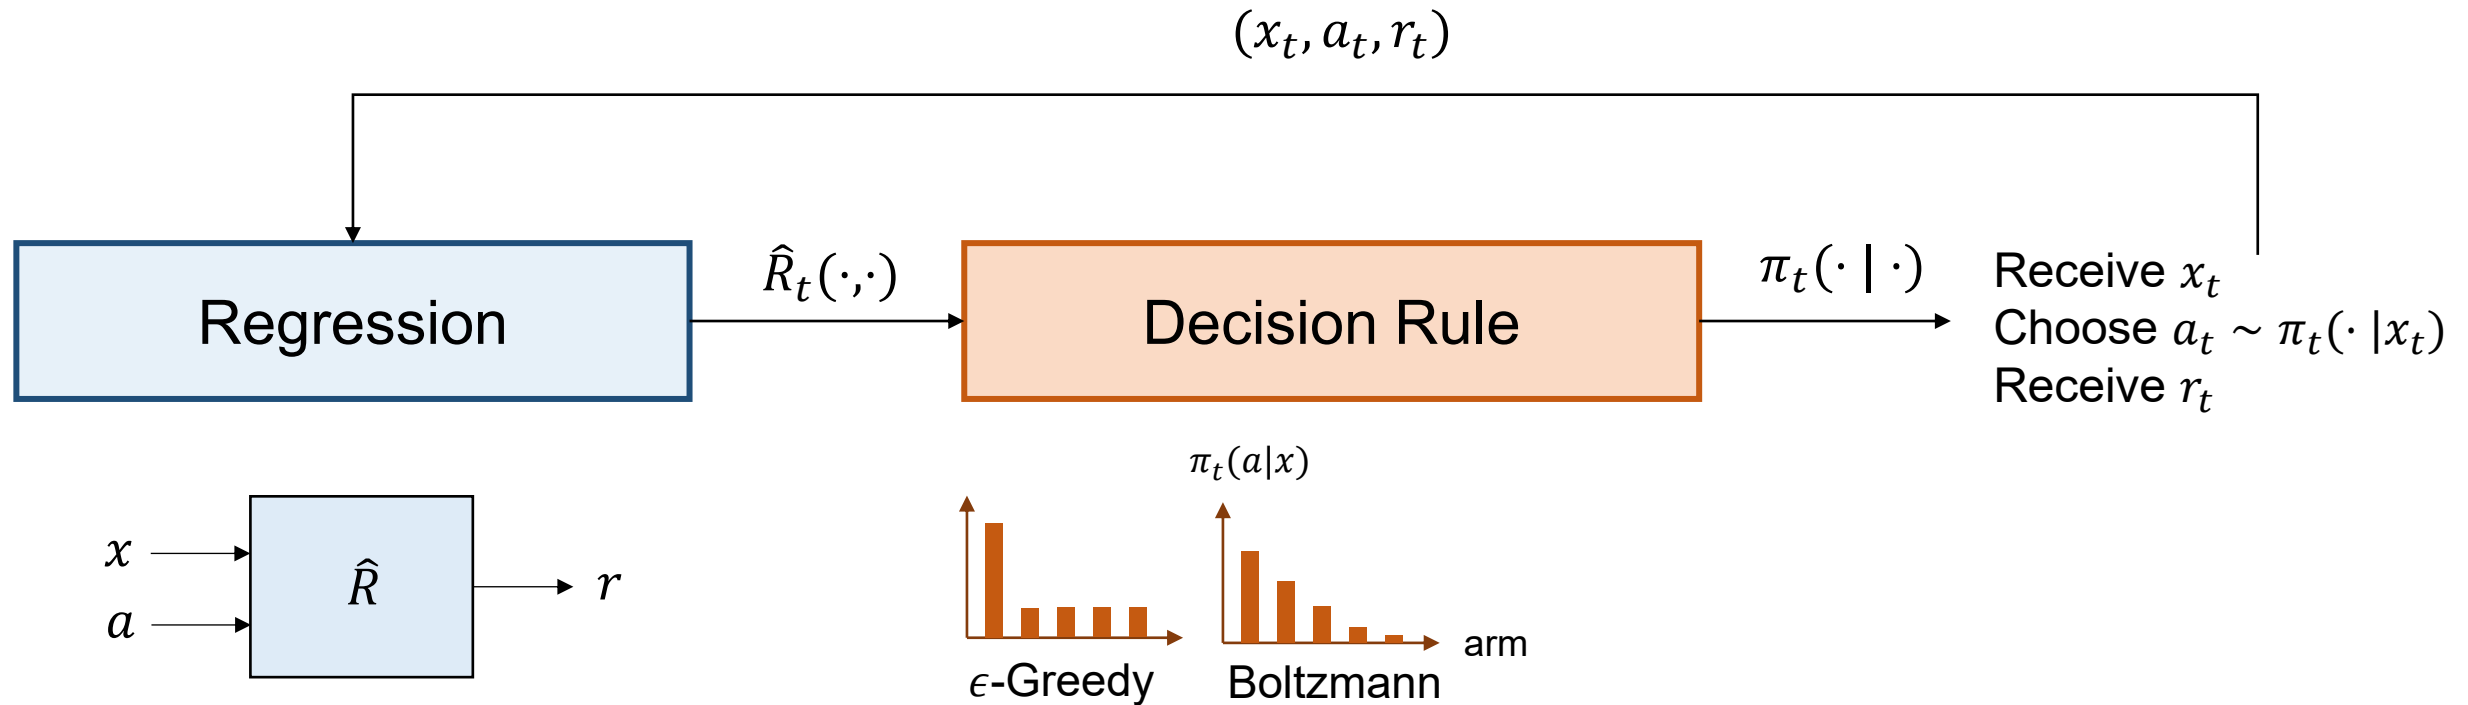 (x_t, a_t, r_t)
Regression
R̂_t(·,·)
Decision Rule
π_t(· | ·)
Receive x_t
Choose a_t ~ π_t(· |x_t)
Receive r_t
x
a
R̂
r
π_t(a|x)
arm
ϵ-Greedy
Boltzmann